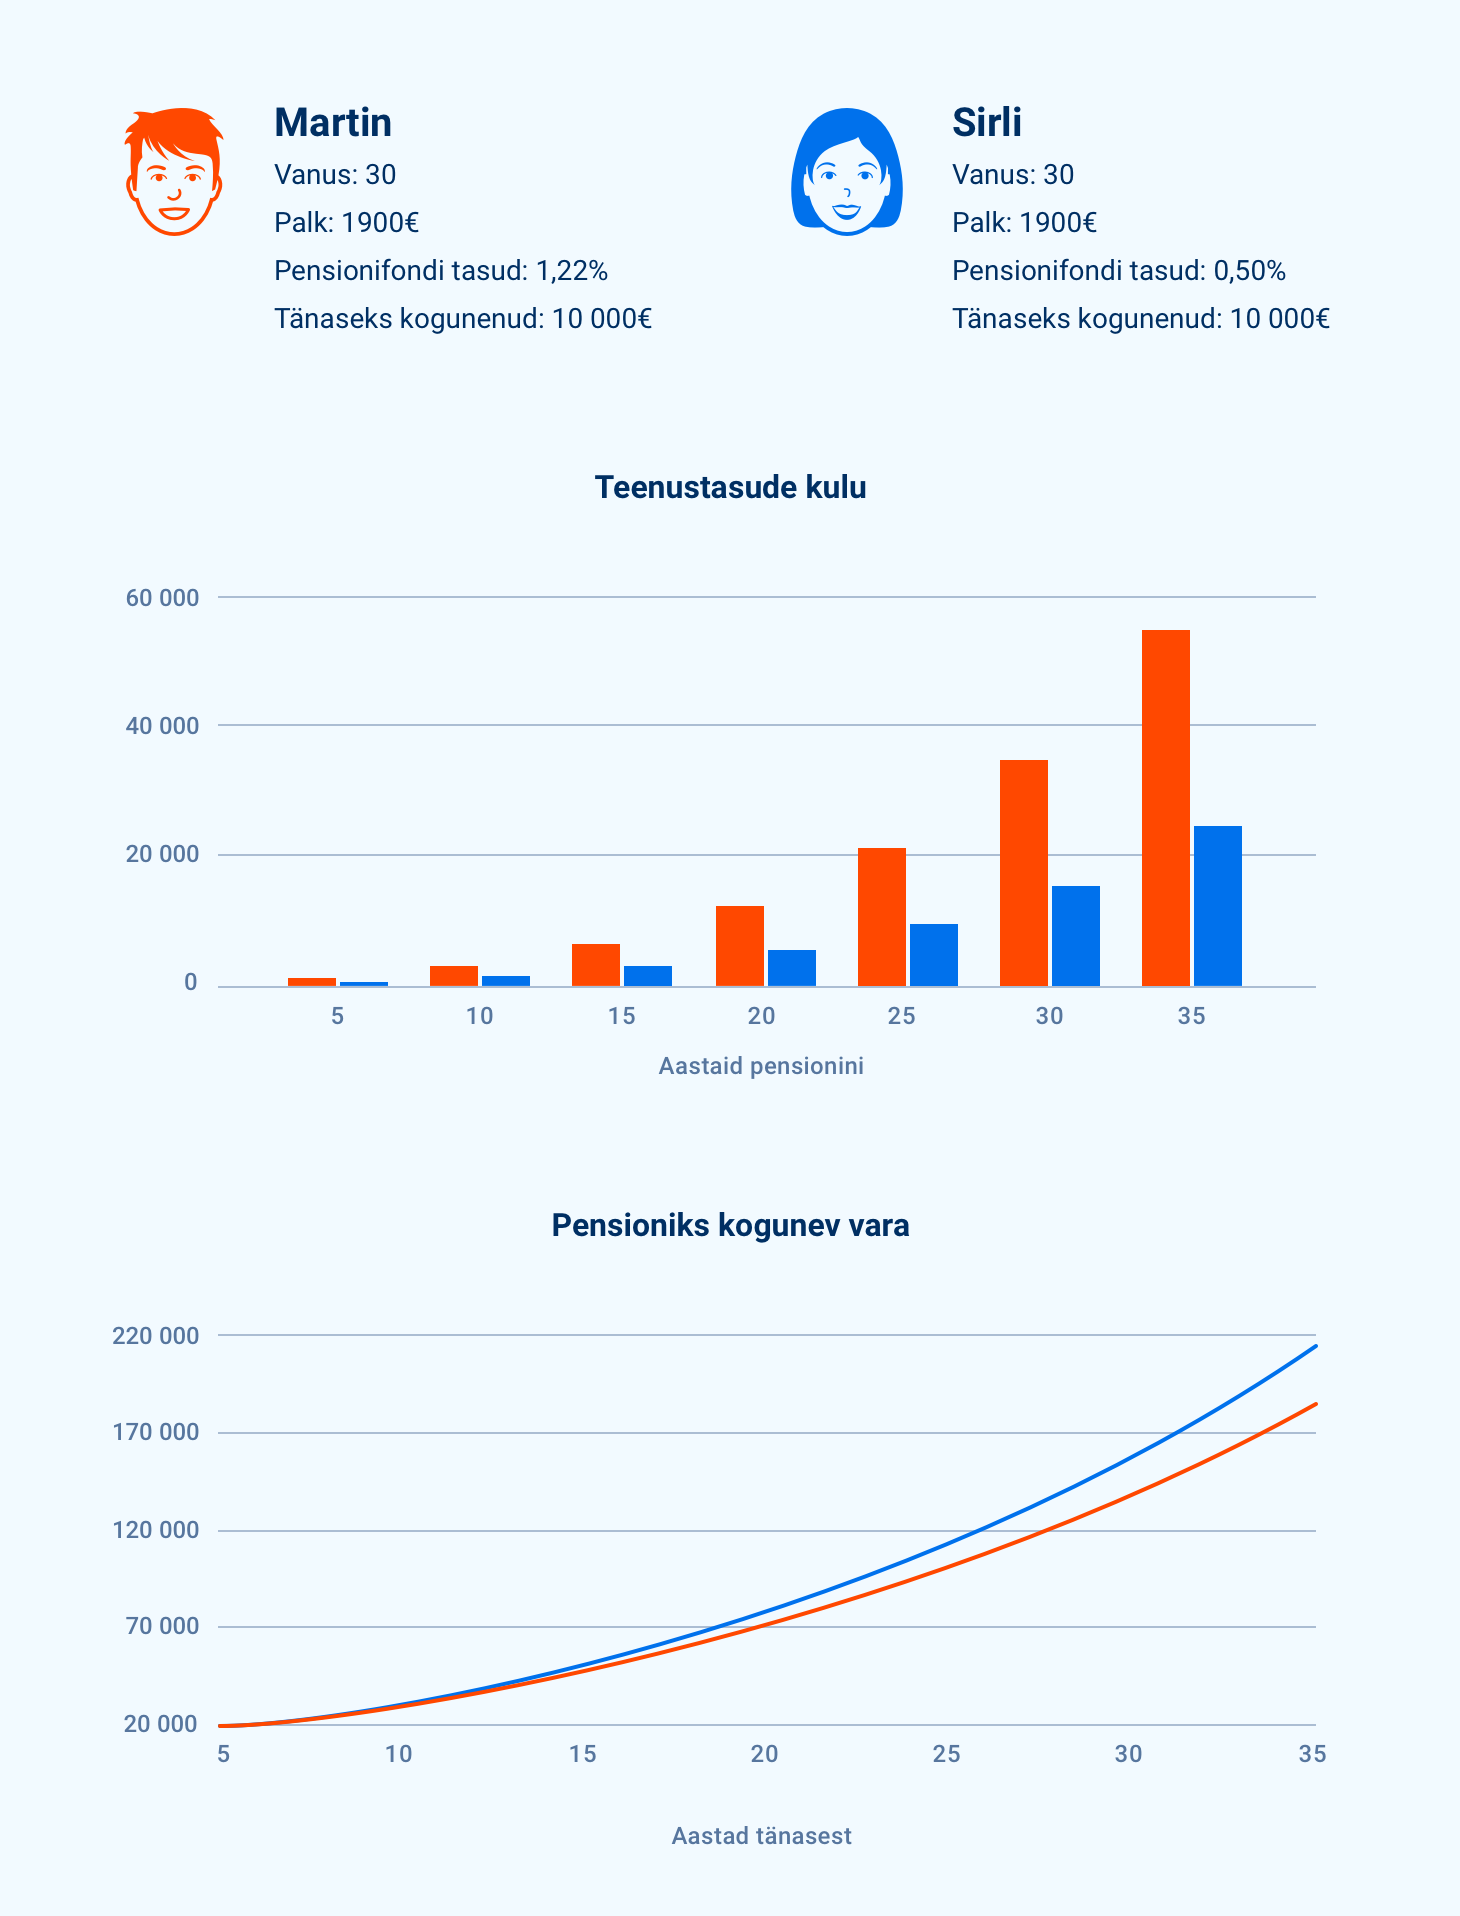 Martin
Vanus: 30
Palk: 1900€
Pensionifondi tasud: 1,22%
Tänaseks kogunenud: 10 000€
Sirli
Vanus: 30
Palk: 1900€
Pensionifondi tasud: 0,50%
Tänaseks kogunenud: 10 000€
Teenustasude kulu
60 000
40 000
20 000
0
5 10 15 20 25 30 35
Aastaid pensionini
Pensioniks kogunev vara
220 000
170 000
120 000
70 000
20 000
5 10 15 20 25 30 35
Aastad tänasest